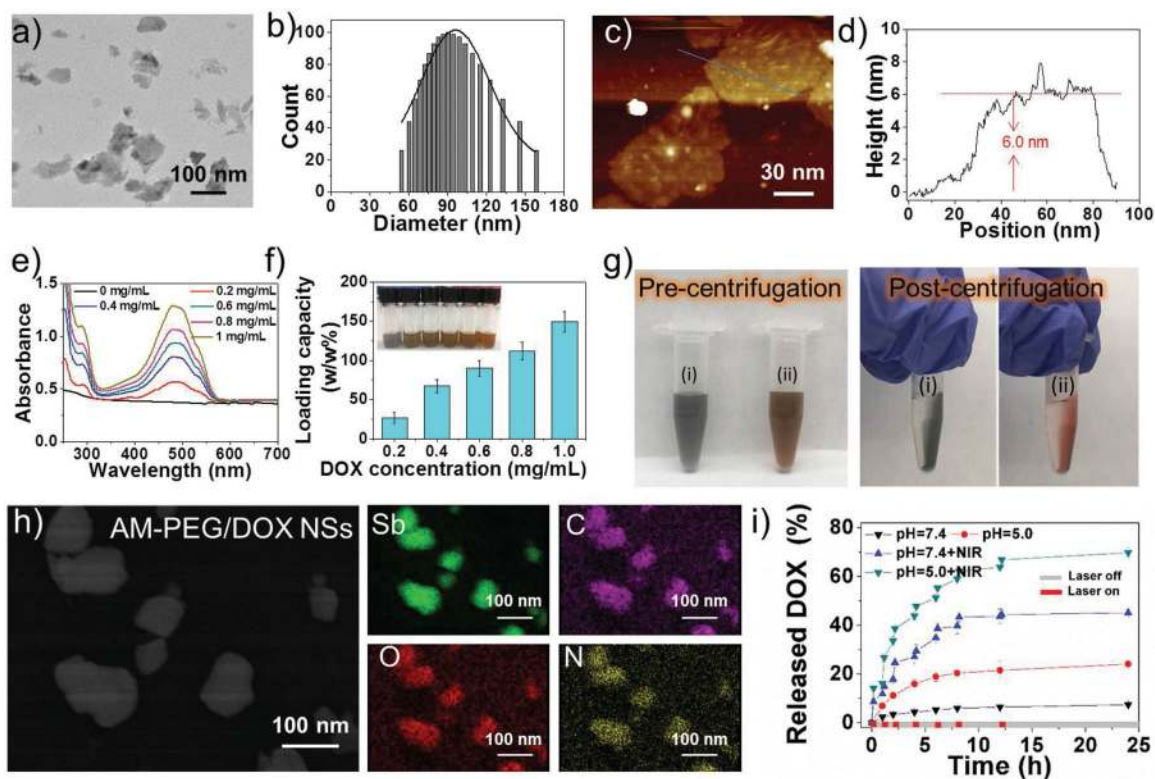 a)
100 nm
b)
Count
100
80
60
40
20
0
0 30 60 90 120 150 180
Diameter (nm)
c)
30 nm
d)
Height (nm)
10
8
6
4
2
0
6.0 nm
0 20 40 60 80 100
Position (nm)
e)
Absorbance
1.5
1.0
0.5
0.0
0 mg/mL
0.2 mg/mL
0.4 mg/mL
0.6 mg/mL
0.8 mg/mL
1 mg/mL
300 400 500 600 700
Wavelength (nm)
f)
Loading capacity
(w/w%)
200
150
100
50
0
0.2 0.4 0.6 0.8 1.0
DOX concentration (mg/mL)
g)
Pre-centrifugation
(i)
(ii)
Post-centrifugation
(i)
(ii)
h)
AM-PEG/DOX NSs
100 nm
Sb
100 nm
C
100 nm
O
100 nm
N
100 nm
i)
Released DOX (%)
80
60
40
20
0
pH=7.4
pH=5.0
pH=7.4+NIR
pH=5.0+NIR
Laser off
Laser on
0 5 10 15 20 25
Time (h)